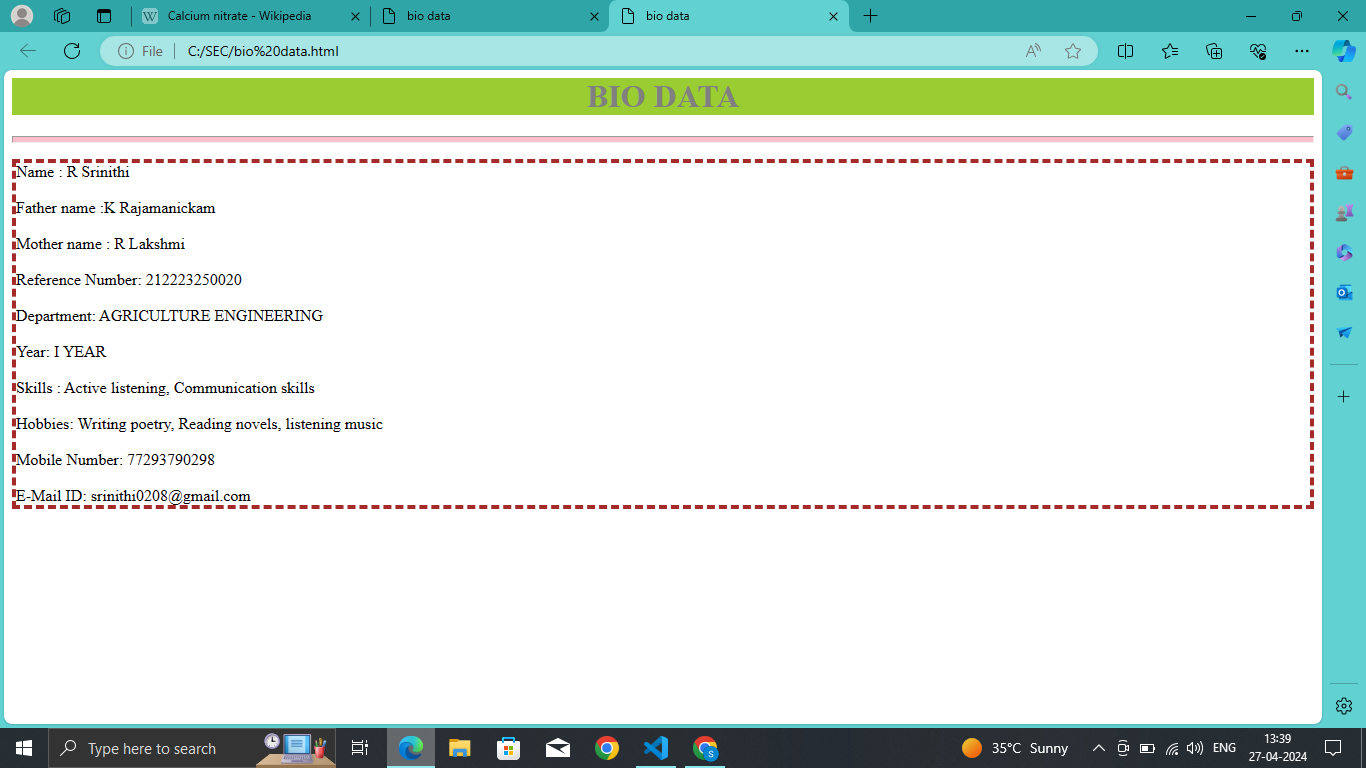 Calcium nitrate - Wikipedia
bio data
bio data
File
C:/SEC/bio%20data.html
BIO DATA
Name : R Srinithi
Father name :K Rajamanickam
Mother name : R Lakshmi
Reference Number: 212223250020
Department: AGRICULTURE ENGINEERING
Year: I YEAR
Skills : Active listening, Communication skills
Hobbies: Writing poetry, Reading novels, listening music
Mobile Number: 77293790298
E-Mail ID: srinithi0208@gmail.com
Type here to search
35°C Sunny
ENG
13:39
27-04-2024